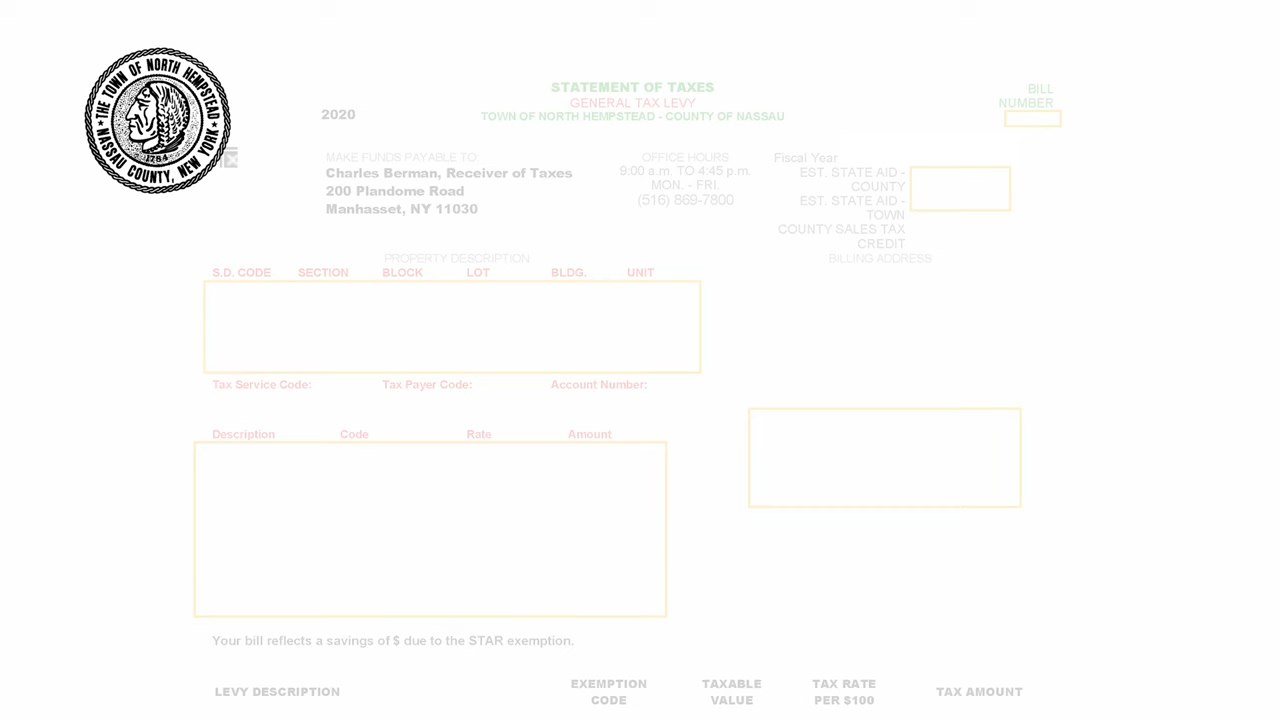 THE TOWN OF NORTH HEMPSTEAD
NASSAU COUNTY, NEW YORK
1784
STATEMENT OF TAXES
GENERAL TAX LEVY
TOWN OF NORTH HEMPSTEAD - COUNTY OF NASSAU
2020
BILL
NUMBER
MAKE FUNDS PAYABLE TO:
Charles Berman, Receiver of Taxes
200 Plandome Road
Manhasset, NY 11030
OFFICE HOURS
9:00 a.m. TO 4:45 p.m.
MON. - FRI.
(516) 869-7800
Fiscal Year
EST. STATE AID -
COUNTY
EST. STATE AID -
TOWN
COUNTY SALES TAX
CREDIT
PROPERTY DESCRIPTION
BILLING ADDRESS
S.D. CODE SECTION BLOCK LOT BLDG. UNIT
Tax Service Code: Tax Payer Code: Account Number:
Description Code Rate Amount
Your bill reflects a savings of $ due to the STAR exemption.
LEVY DESCRIPTION
EXEMPTION
CODE
TAXABLE
VALUE
TAX RATE
PER $100
TAX AMOUNT